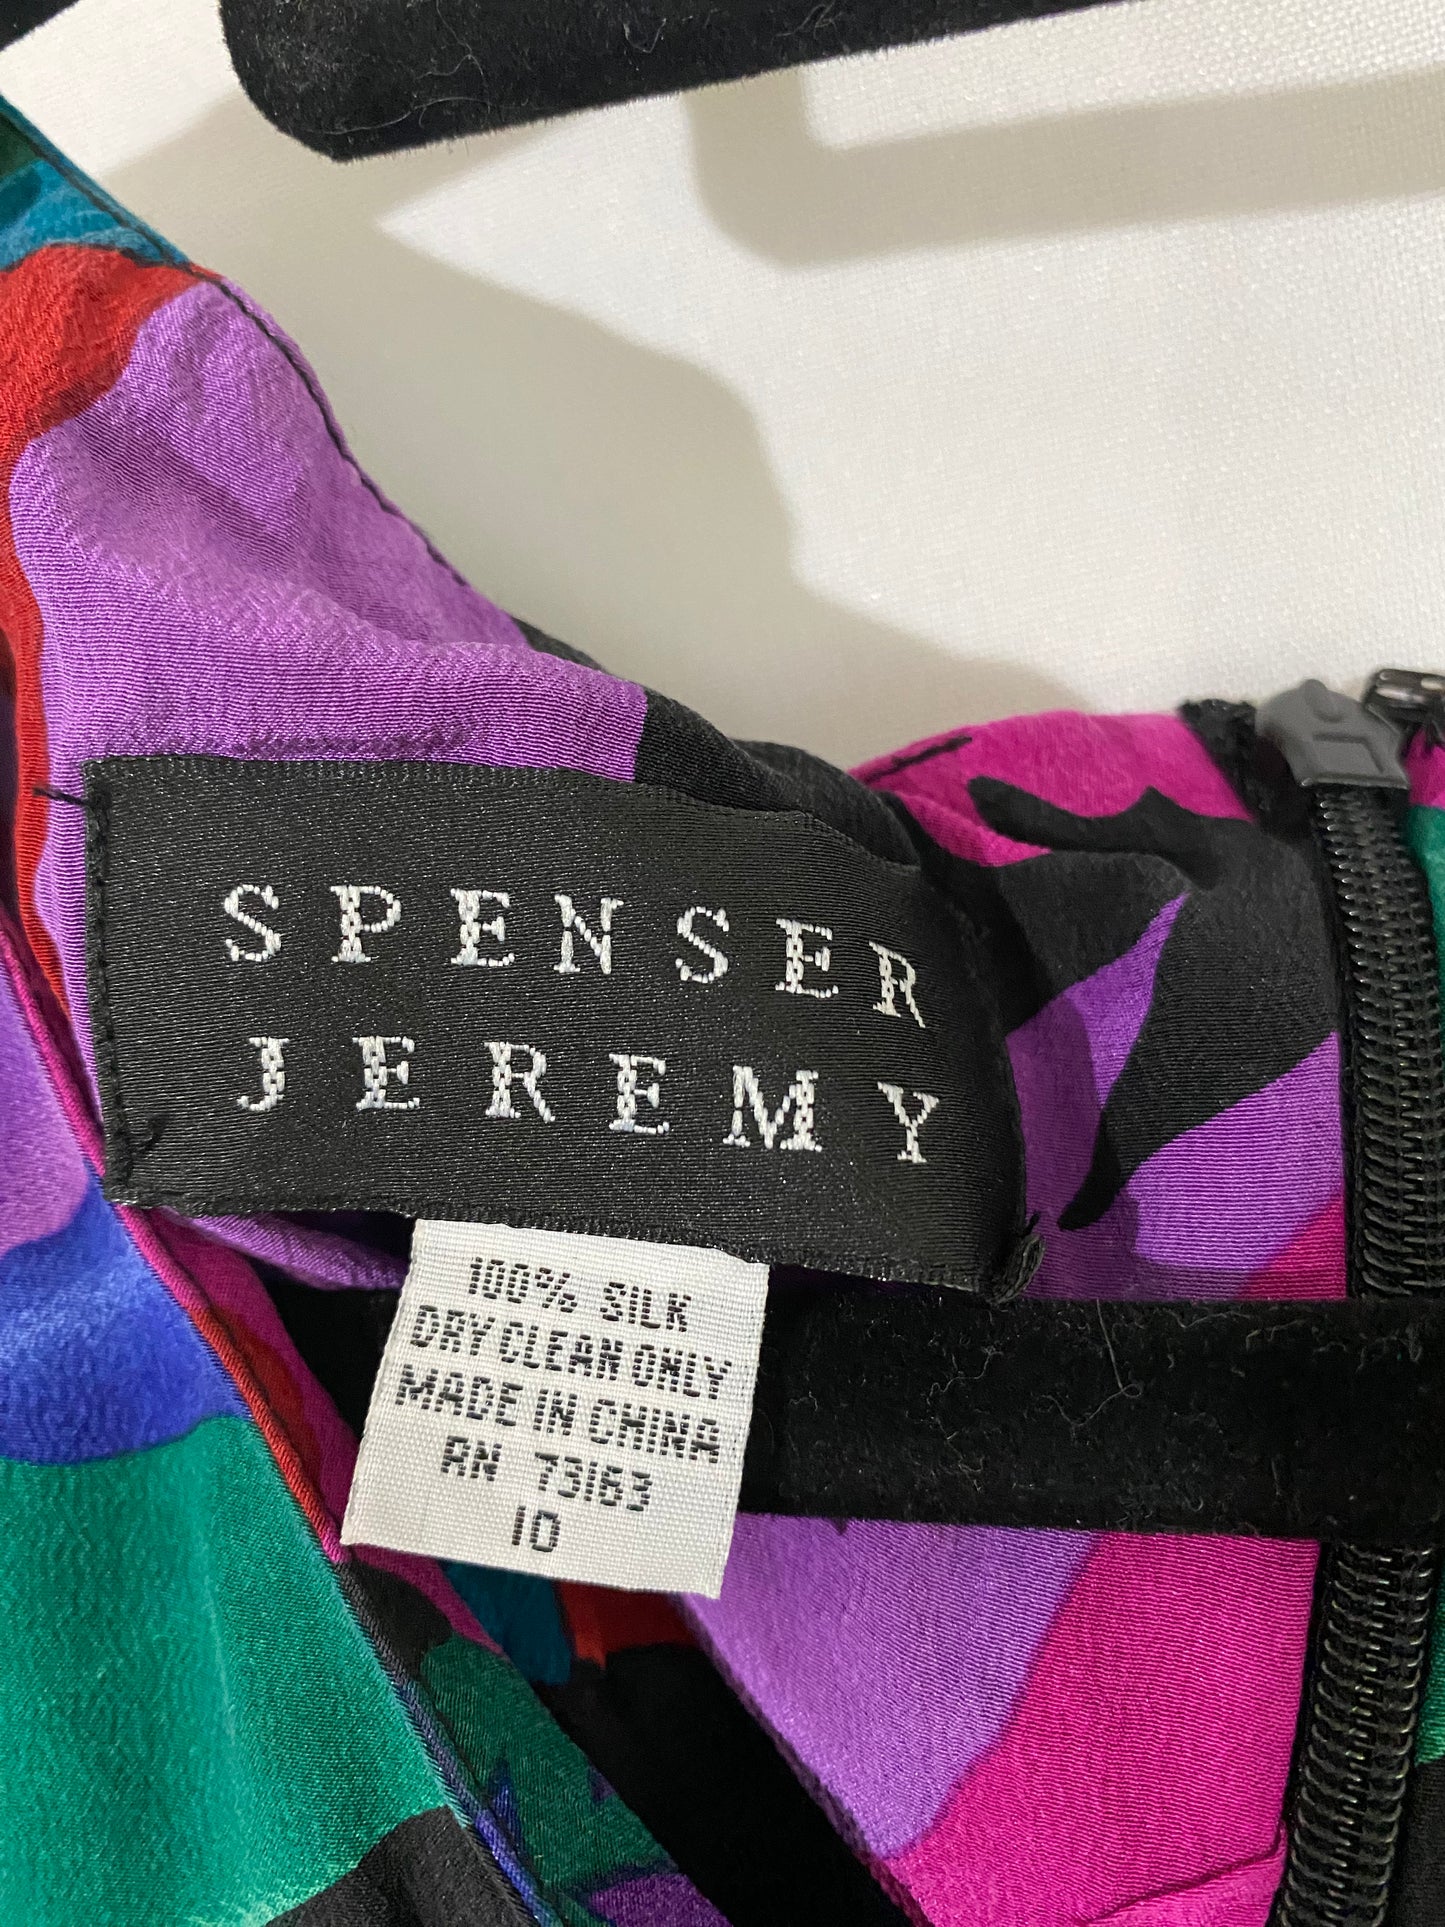 SPENSER
JEREMY
100% SILK
DRY CLEAN ONLY
MADE IN CHINA
RN 73163
10